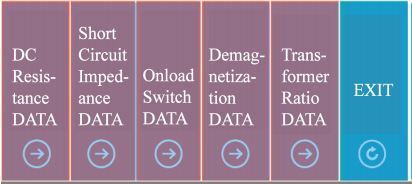 DC
Resis-
tance
DATA
Short
Circuit
Imped-
ance
DATA
Onload
Switch
DATA
Demag-
netiza-
tion
DATA
Trans-
former
Ratio
DATA
EXIT